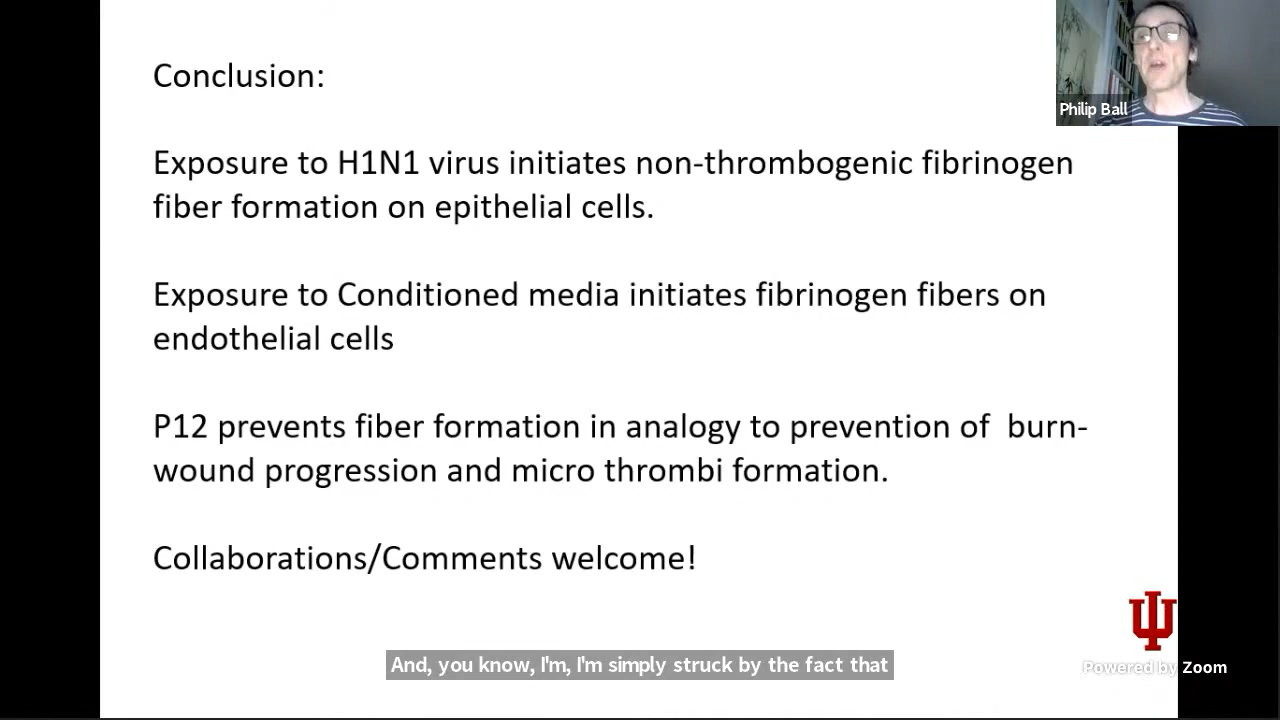 Conclusion:
Philip Ball
Exposure to H1N1 virus initiates non-thrombogenic fibrinogen
fiber formation on epithelial cells.
Exposure to Conditioned media initiates fibrinogen fibers on
endothelial cells
P12 prevents fiber formation in analogy to prevention of  burn-
wound progression and micro thrombi formation.
Collaborations/Comments welcome!
And, you know, I'm, I'm simply struck by the fact that
Powered by Zoom